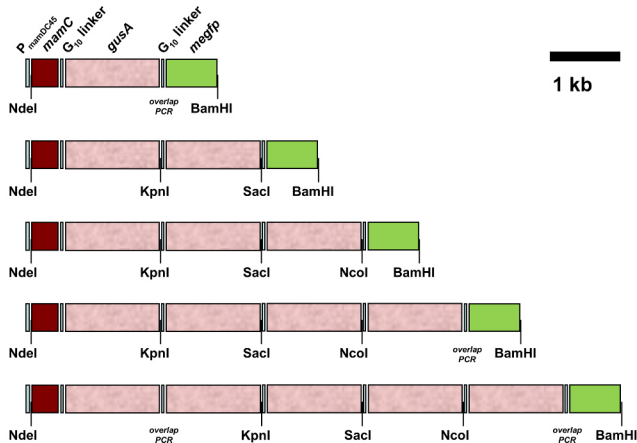 P mamDC45 mamC G10 linker gusA G10 linker megfp
1 kb
NdeI overlap PCR BamHI
NdeI KpnI SacI BamHI
NdeI KpnI SacI NcoI BamHI
NdeI KpnI SacI NcoI overlap PCR BamHI
NdeI overlap PCR KpnI SacI NcoI overlap PCR BamHI